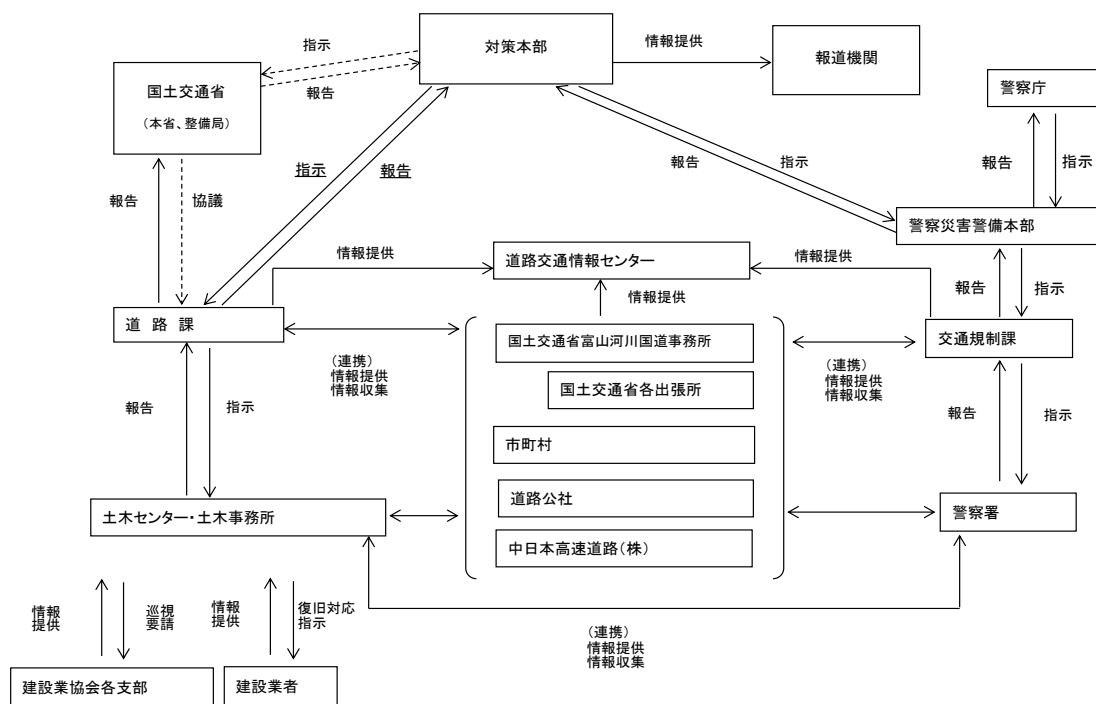 対策本部
情報提供
報道機関
指示
報告
国土交通省
（本省、整備局）
警察庁
報告
指示
指示
報告
報告
指示
報告
協議
警察災害警備本部
情報提供
道路交通情報センター
情報提供
情報提供
報告
指示
道 路 課
国土交通省富山河川国道事務所
交通規制課
（連携）
情報提供
情報収集
（連携）
情報提供
情報収集
国土交通省各出張所
報告
指示
報告
指示
市町村
道路公社
土木センター・土木事務所
警察署
中日本高速道路（株）
情報
提供
巡視
要請
情報
提供
復旧対応
指示
（連携）
情報提供
情報収集
建設業協会各支部
建設業者